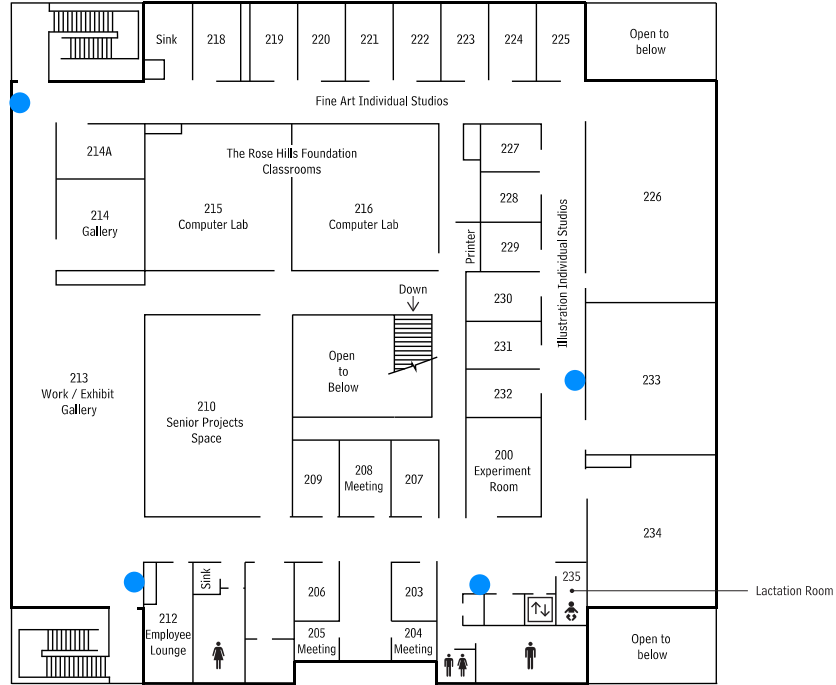 Sink
218
219
220
221
222
223
224
225
Open to
below
Fine Art Individual Studios
214A
The Rose Hills Foundation
Classrooms
227
214
Gallery
215
Computer Lab
216
Computer Lab
228
226
Printer
229
Illustration Individual Studios
Down
230
231
Open
to
Below
232
233
213
Work / Exhibit
Gallery
210
Senior Projects
Space
209
208
Meeting
207
200
Experiment
Room
234
Sink
235
Lactation Room
206
203
212
Employee
Lounge
205
Meeting
204
Meeting
Open to
below